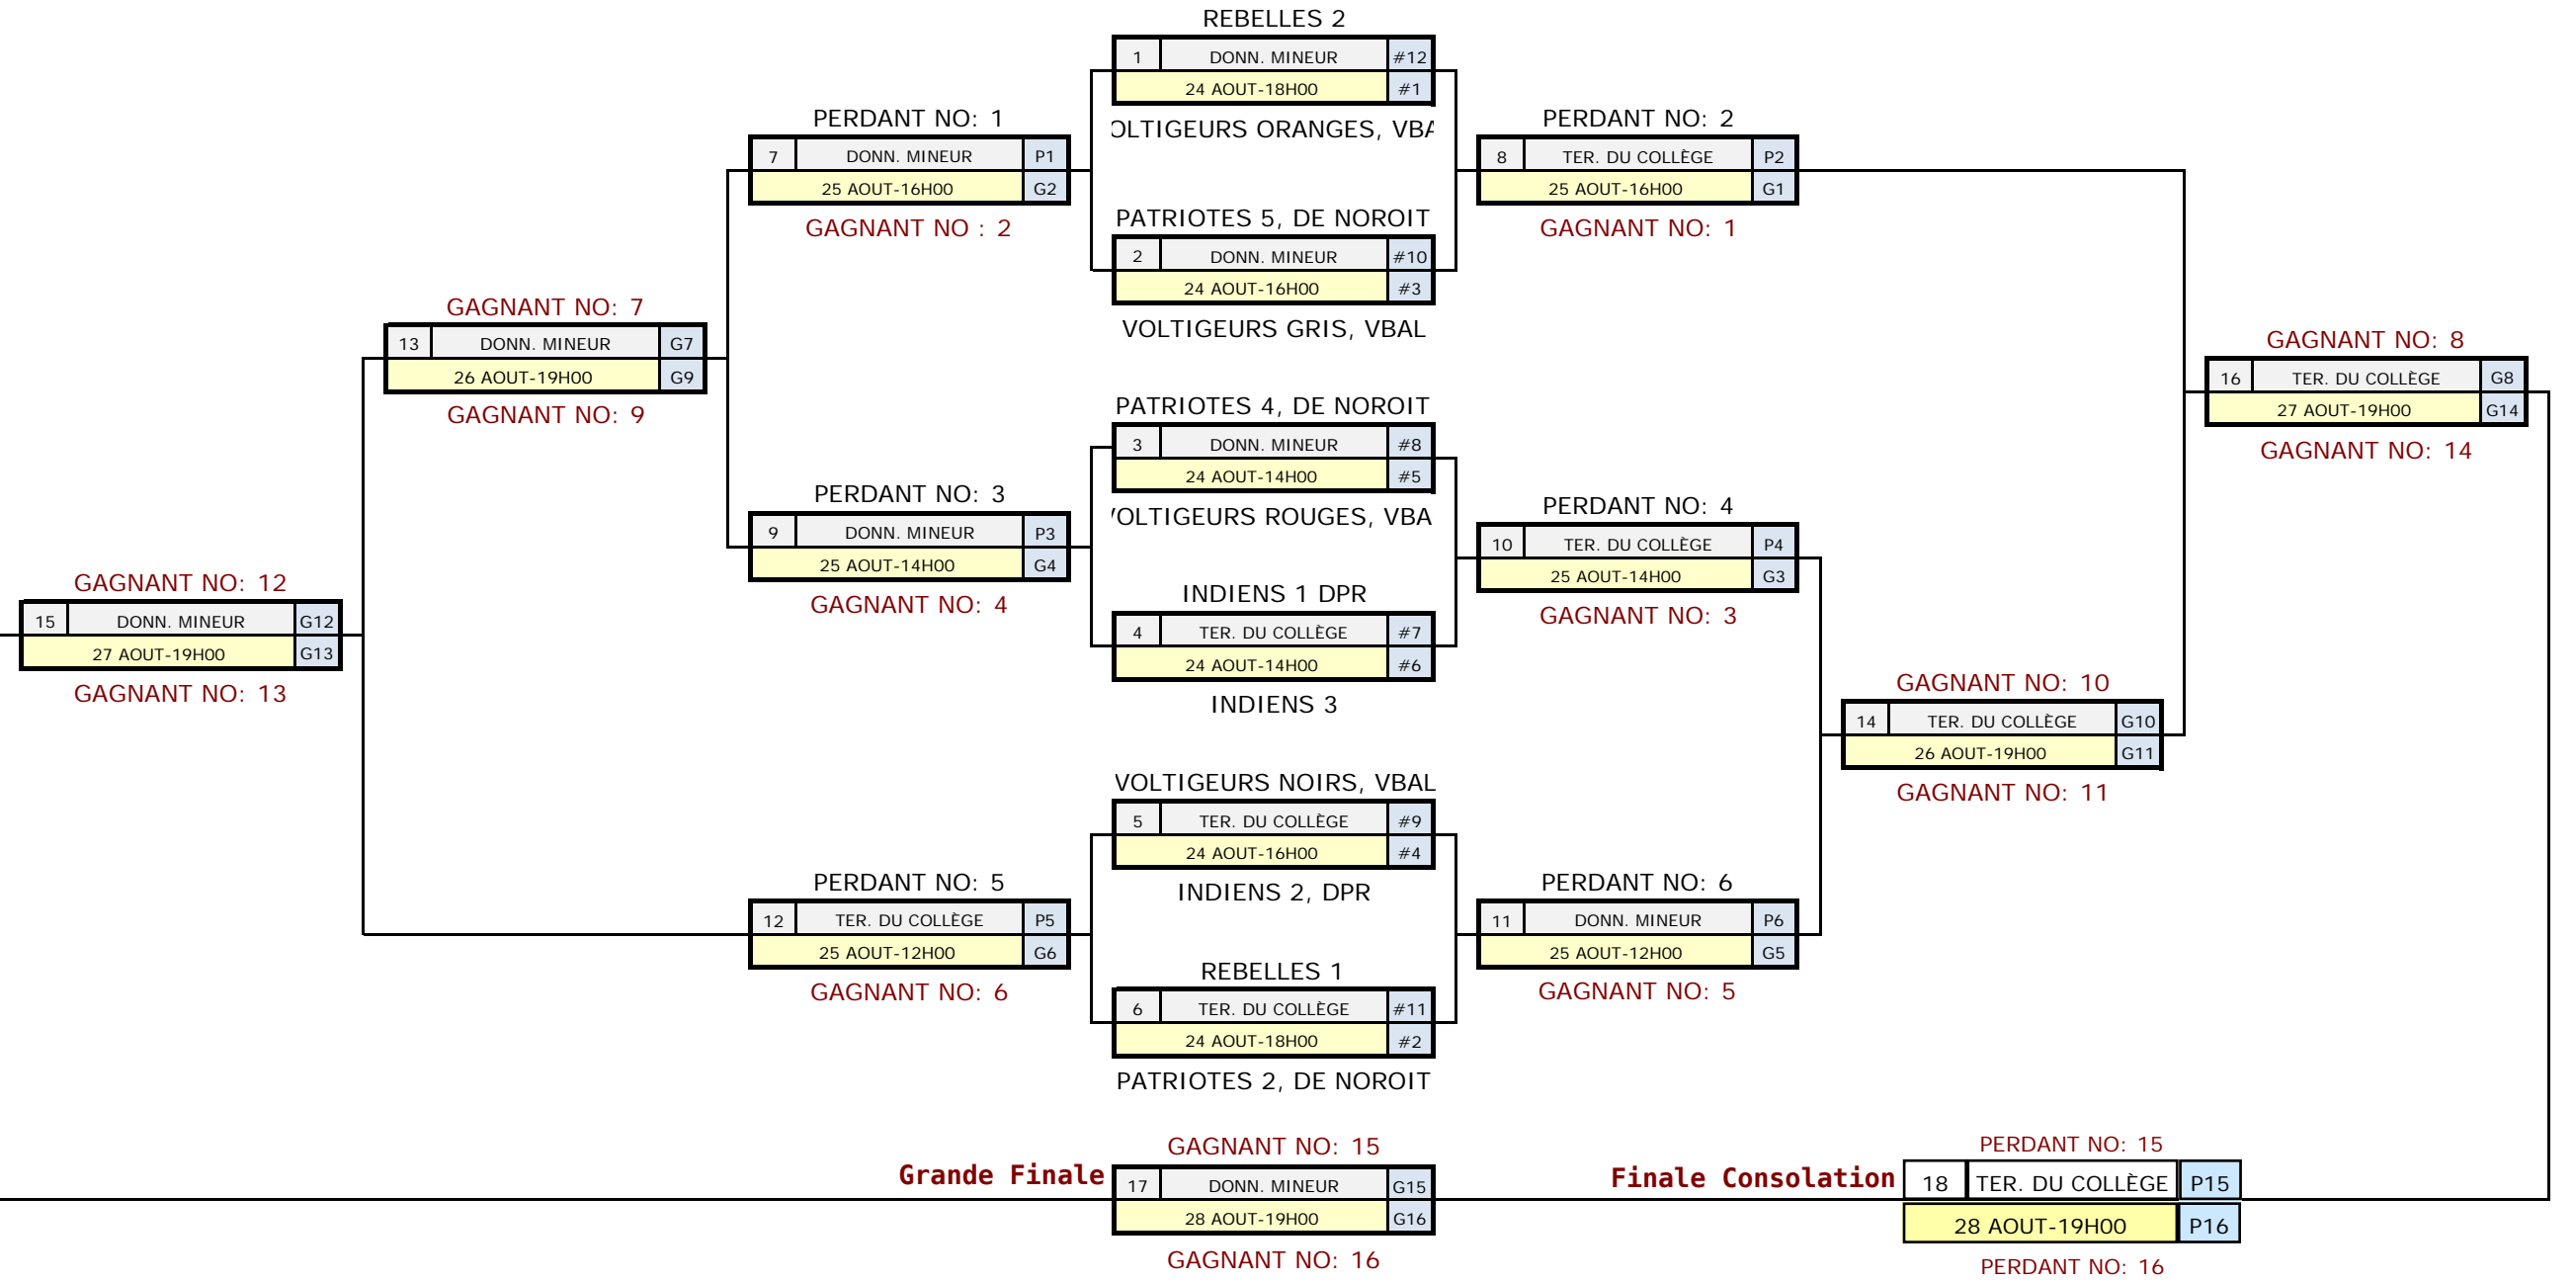 REBELLES 2
1 DONN. MINEUR #12
24 AOUT-18H00 #1
OLTIGEURS ORANGES, VBA
PERDANT NO: 1
7 DONN. MINEUR P1
25 AOUT-16H00 G2
GAGNANT NO : 2
PERDANT NO: 2
8 TER. DU COLLÈGE P2
25 AOUT-16H00 G1
GAGNANT NO: 1
PATRIOTES 5, DE NOROIT
2 DONN. MINEUR #10
24 AOUT-16H00 #3
VOLTIGEURS GRIS, VBAL
GAGNANT NO: 7
13 DONN. MINEUR G7
26 AOUT-19H00 G9
GAGNANT NO: 9
GAGNANT NO: 8
16 TER. DU COLLÈGE G8
27 AOUT-19H00 G14
GAGNANT NO: 14
PATRIOTES 4, DE NOROIT
3 DONN. MINEUR #8
24 AOUT-14H00 #5
OLTIGEURS ROUGES, VBA
PERDANT NO: 3
9 DONN. MINEUR P3
25 AOUT-14H00 G4
GAGNANT NO: 4
PERDANT NO: 4
10 TER. DU COLLÈGE P4
25 AOUT-14H00 G3
GAGNANT NO: 3
GAGNANT NO: 12
15 DONN. MINEUR G12
27 AOUT-19H00 G13
GAGNANT NO: 13
INDIENS 1 DPR
4 TER. DU COLLÈGE #7
24 AOUT-14H00 #6
INDIENS 3
GAGNANT NO: 10
14 TER. DU COLLÈGE G10
26 AOUT-19H00 G11
GAGNANT NO: 11
VOLTIGEURS NOIRS, VBAL
5 TER. DU COLLÈGE #9
24 AOUT-16H00 #4
INDIENS 2, DPR
PERDANT NO: 5
12 TER. DU COLLÈGE P5
25 AOUT-12H00 G6
GAGNANT NO: 6
PERDANT NO: 6
11 DONN. MINEUR P6
25 AOUT-12H00 G5
GAGNANT NO: 5
REBELLES 1
6 TER. DU COLLÈGE #11
24 AOUT-18H00 #2
PATRIOTES 2, DE NOROIT
GAGNANT NO: 15
Grande Finale 17 DONN. MINEUR G15
28 AOUT-19H00 G16
GAGNANT NO: 16
PERDANT NO: 15
Finale Consolation 18 TER. DU COLLÈGE P15
28 AOUT-19H00 P16
PERDANT NO: 16